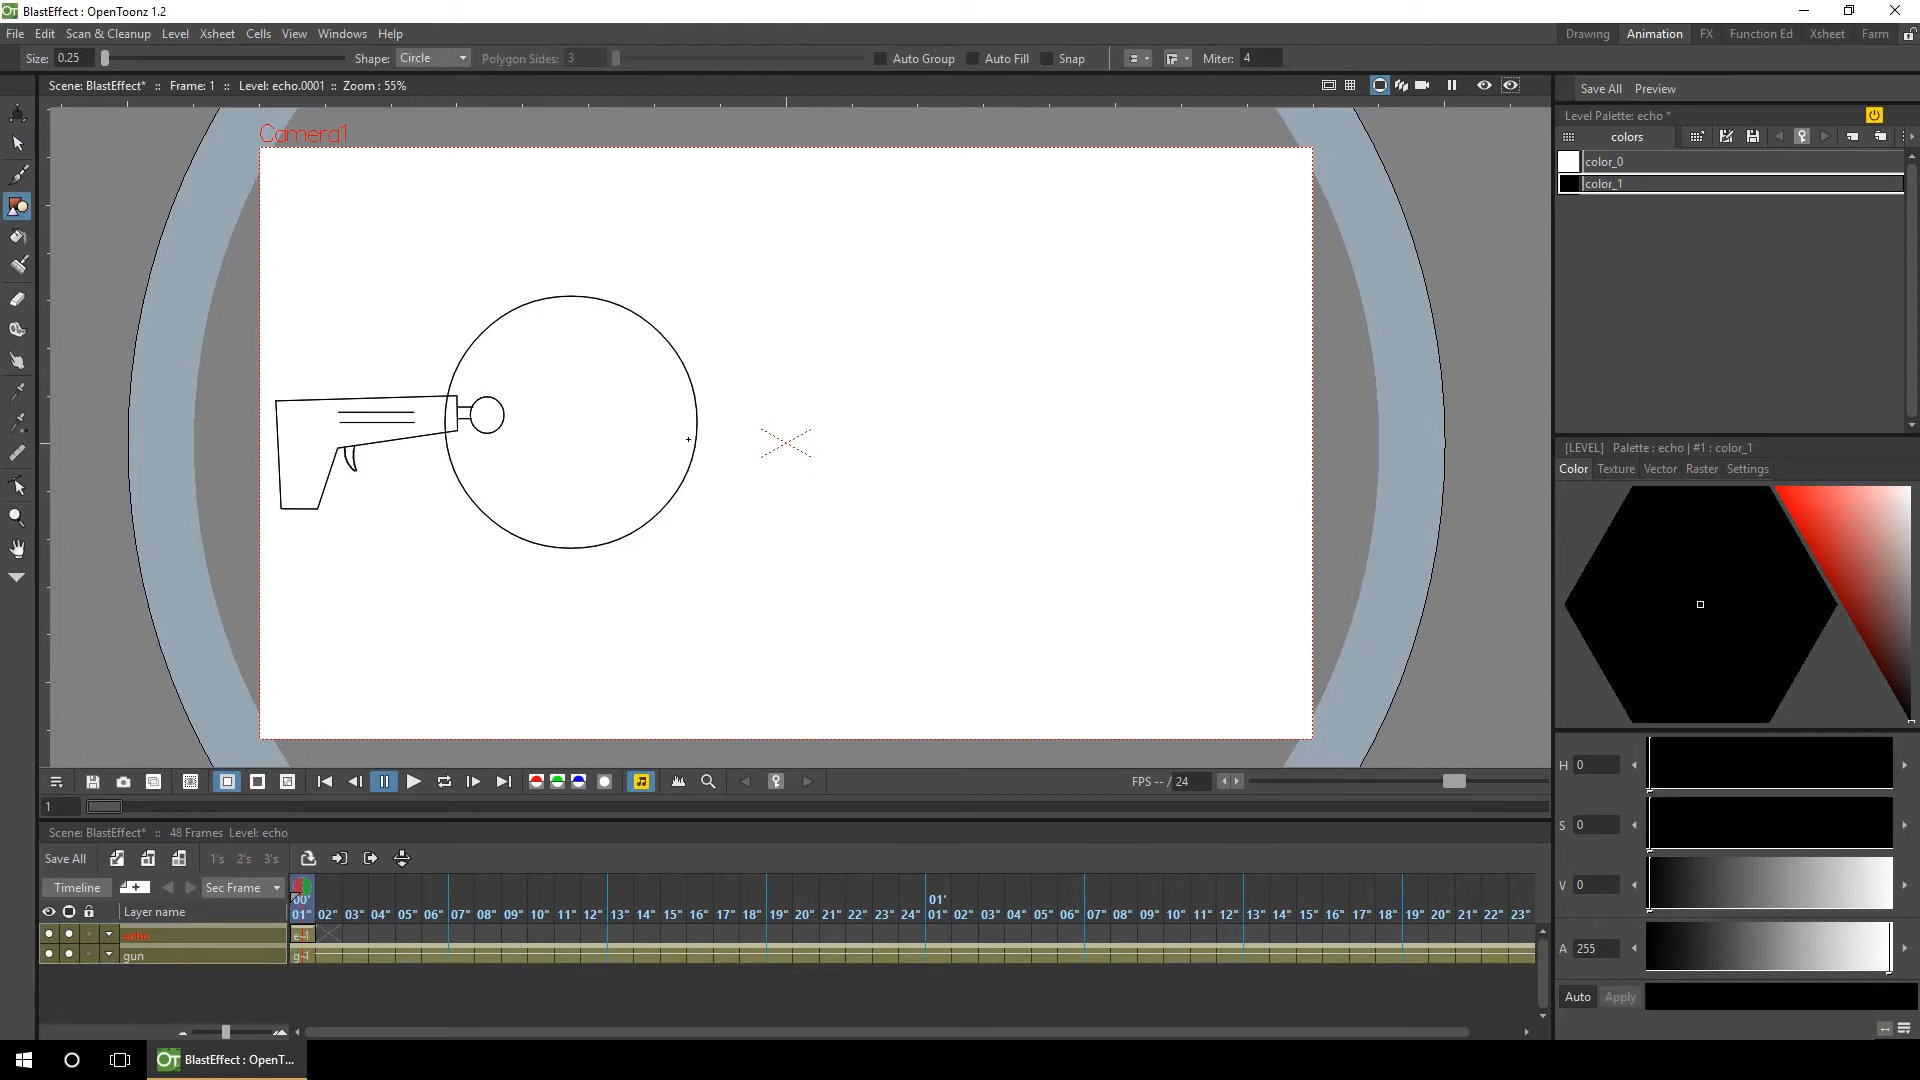 BlastEffect : OpenToonz 1.2
File Edit Scan & Cleanup Level Xsheet Cells View Windows Help
Drawing Animation FX Function Ed Xsheet Farm
Size: 0.25 Shape: Circle Polygon Sides: 3 Auto Group Auto Fill Snap Miter: 4
Scene: BlastEffect* :: Frame: 1 :: Level: echo.0001 :: Zoom : 55%
Save All Preview
Level Palette: echo *
colors
color_0
color_1
Camera1
[LEVEL] Palette : echo | #1 : color_1
Color Texture Vector Raster Settings
H 0
S 0
V 0
A 255
Auto Apply
FPS -- / 24
1
Scene: BlastEffect* :: 48 Frames Level: echo
Save All 1's 2's 3's
Timeline Sec Frame
00' 01'
Layer name 01" 02" 03" 04" 05" 06" 07" 08" 09" 10" 11" 12" 13" 14" 15" 16" 17" 18" 19" 20" 21" 22" 23" 24" 01" 02" 03" 04" 05" 06" 07" 08" 09" 10" 11" 12" 13" 14" 15" 16" 17" 18" 19" 20" 21" 22" 23"
echo
gun
BlastEffect : OpenT...